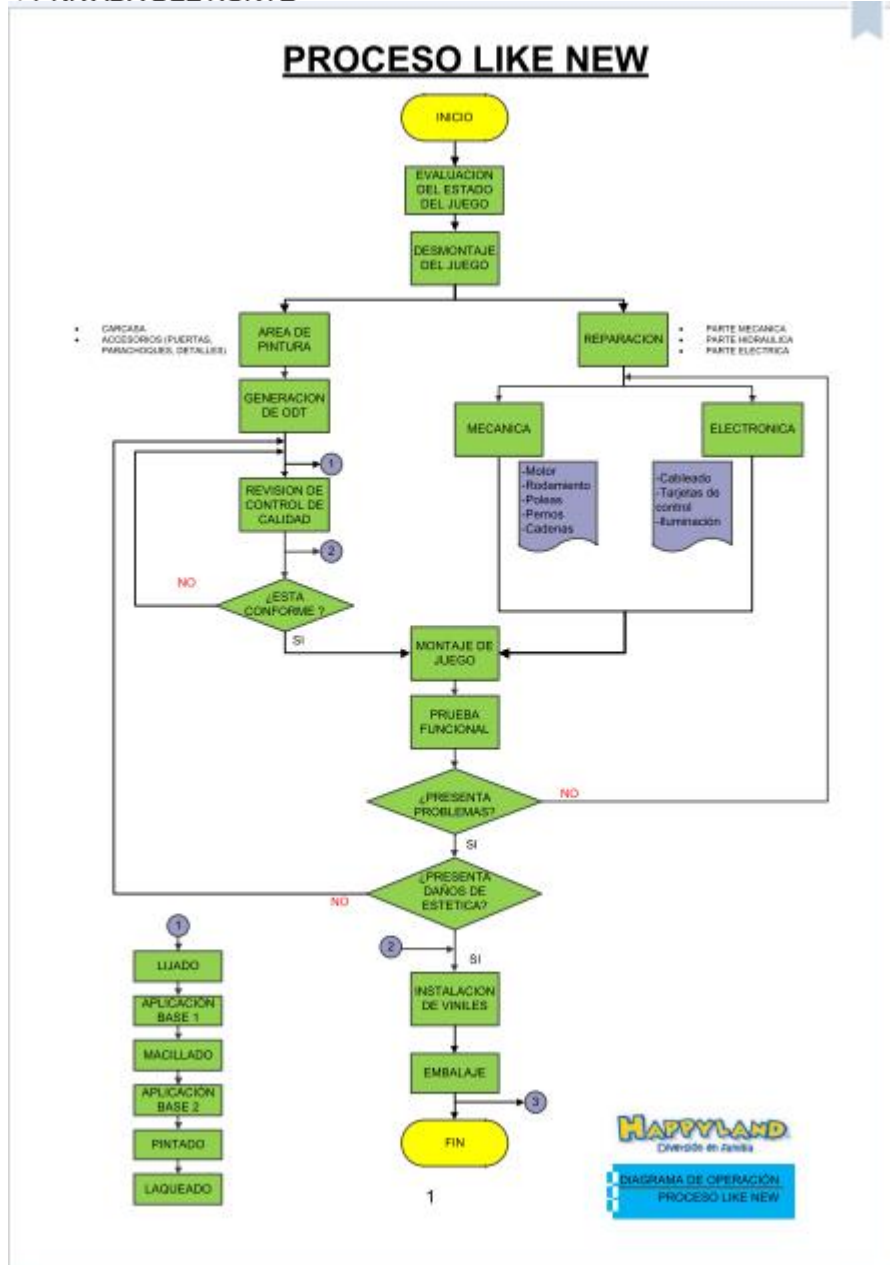 PROCESO LIKE NEW
INICIO
EVALUACION
DEL ESTADO
DEL JUEGO
DESMONTAJE
DEL JUEGO
• CARCASA
• ACCESORIOS (PUERTAS,
PARACHOQUES, DETALLES)
AREA DE
PINTURA
REPARACION
• PARTE MECANICA
• PARTE HIDRAULICA
• PARTE ELECTRICA
GENERACION
DE ODT
MECANICA
ELECTRONICA
1
-Motor
-Rodamiento
-Poleas
-Pernos
-Cadenas
-Cableado
-Tarjetas de
control
-Iluminación
REVISION DE
CONTROL DE
CALIDAD
2
NO
¿ESTA
CONFORME ?
SI
MONTAJE DE
JUEGO
PRUEBA
FUNCIONAL
¿PRESENTA
PROBLEMAS?
NO
SI
¿PRESENTA
DAÑOS DE
ESTETICA?
NO
SI
2
INSTALACION
DE VINILES
EMBALAJE
3
FIN
1
LIJADO
APLICACIÓN
BASE 1
MACILLADO
APLICACIÓN
BASE 2
PINTADO
LAQUEADO
1
HAPPYLAND
Diversión en Familia
DIAGRAMA DE OPERACIÓN
PROCESO LIKE NEW